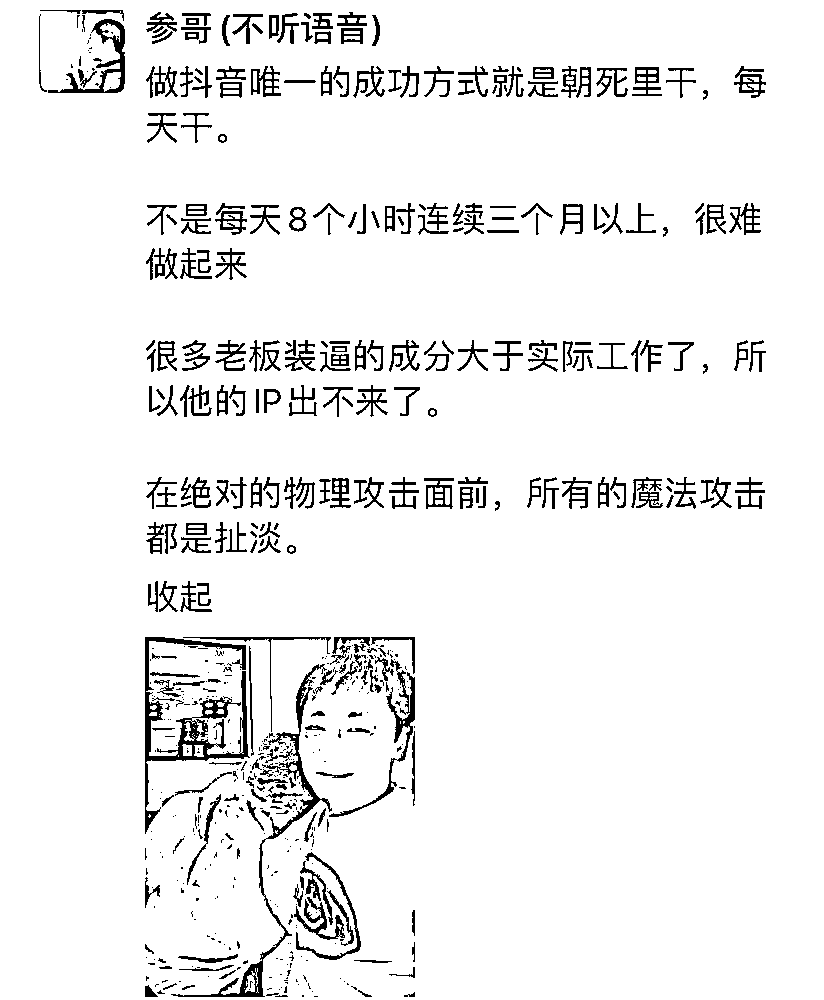 参哥(不听语音)
做抖音唯一的成功方式就是朝死里干，每
天干。
不是每天8个小时连续三个月以上，很难
做起来
很多老板装逼的成分大于实际工作了，所
以他的IP出不来了。
在绝对的物理攻击面前，所有的魔法攻击
都是扯淡。
收起